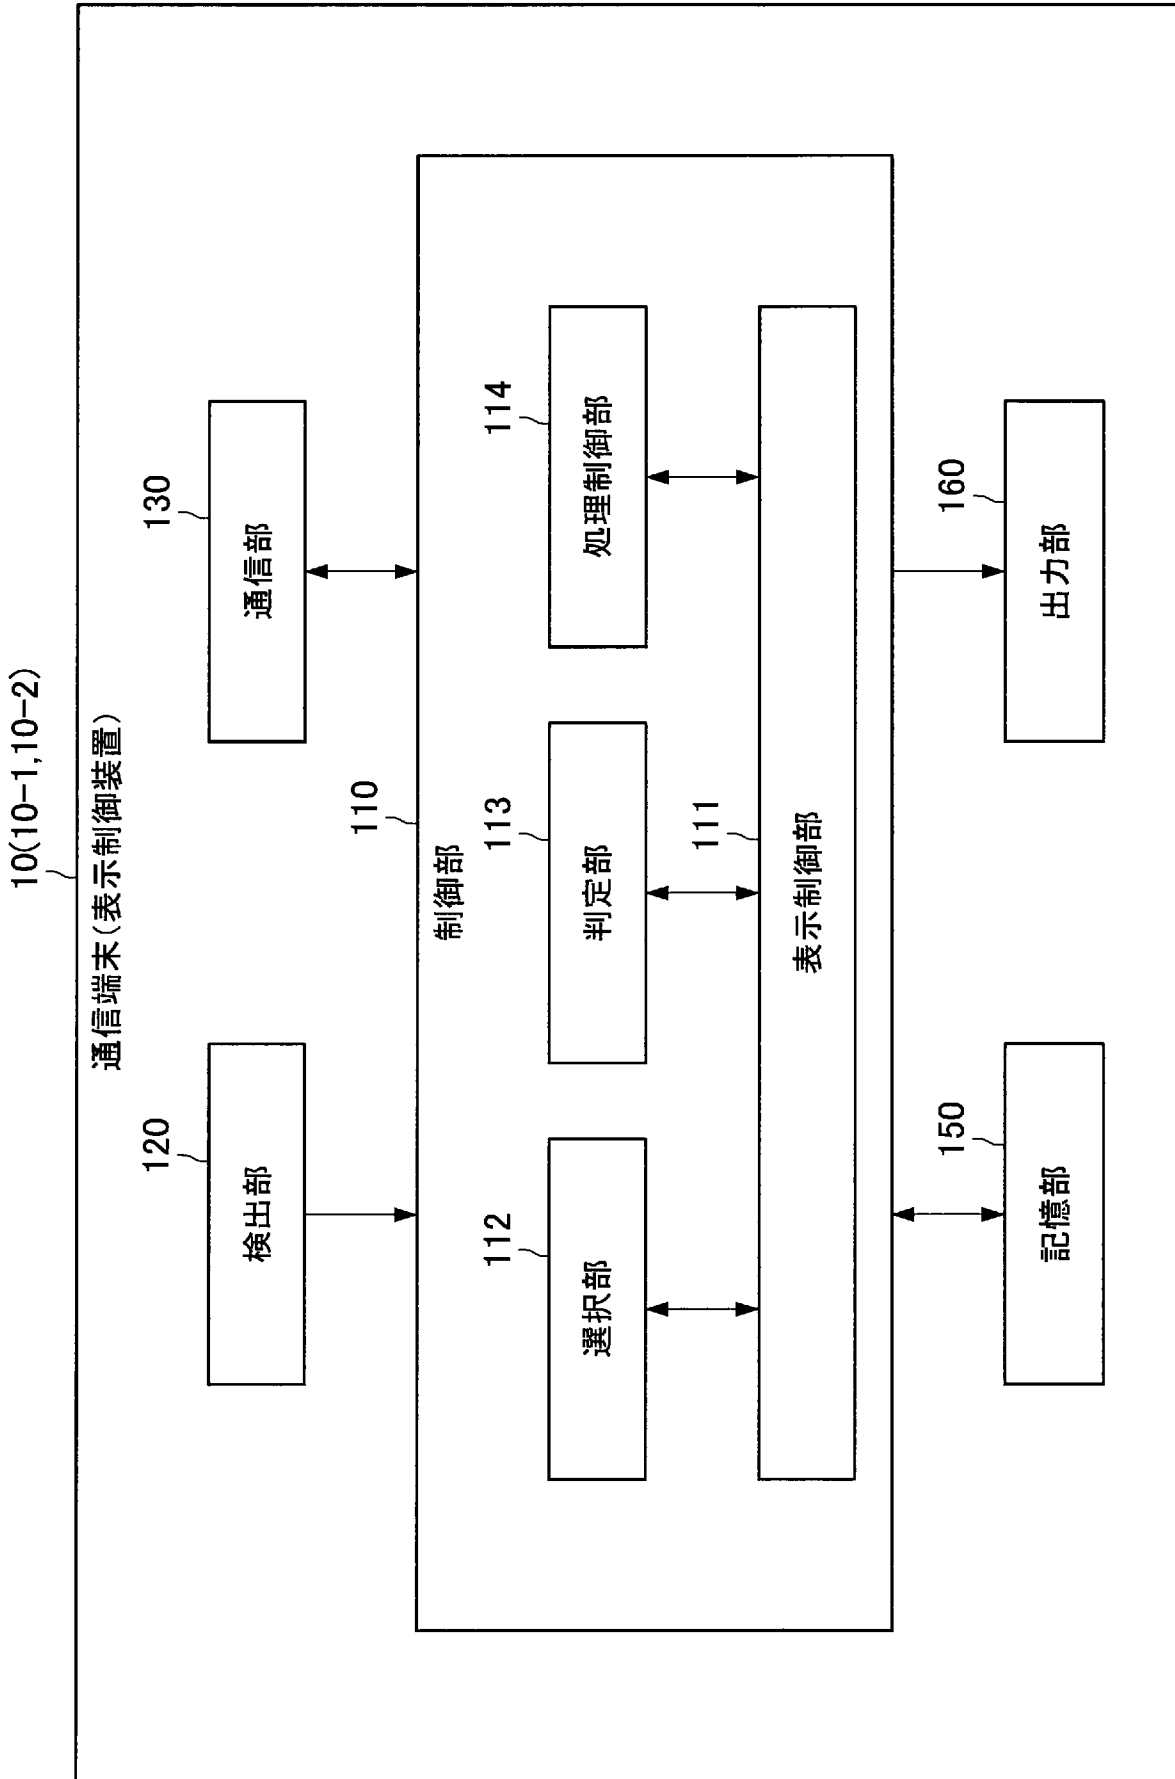 10(10-1,10-2)
通信端末(表示制御装置)
120
検出部
130
通信部
110
制御部
112
選択部
113
判定部
114
処理制御部
111
表示制御部
150
記憶部
160
出力部